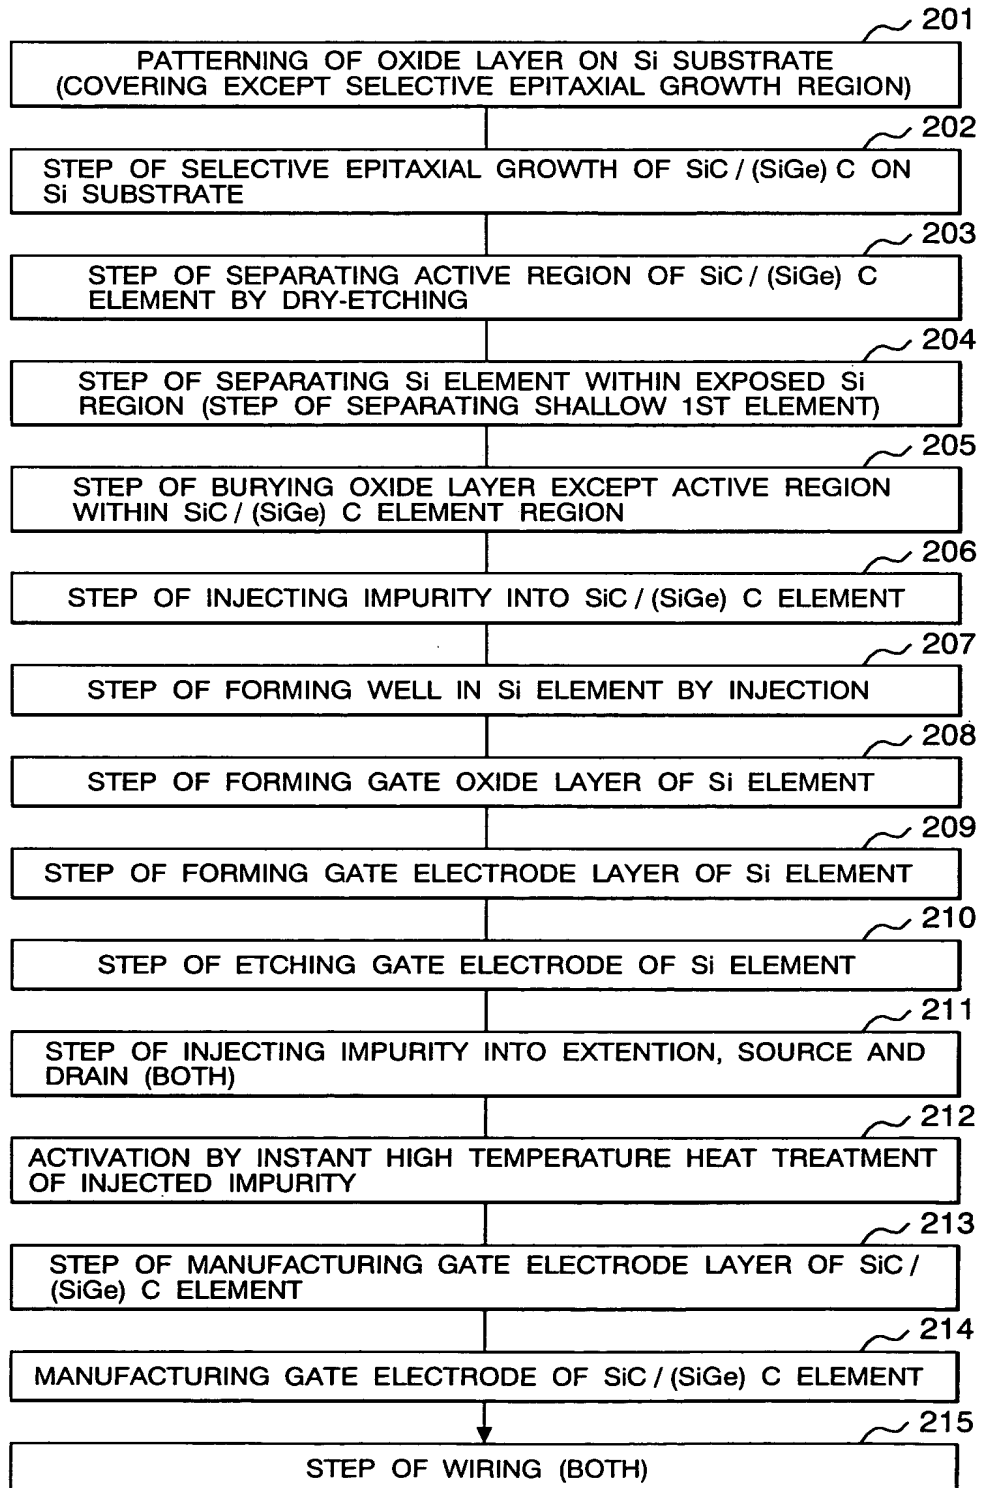 201
PATTERNING OF OXIDE LAYER ON Si SUBSTRATE
(COVERING EXCEPT SELECTIVE EPITAXIAL GROWTH REGION)
202
STEP OF SELECTIVE EPITAXIAL GROWTH OF SiC / (SiGe) C ON
Si SUBSTRATE
203
STEP OF SEPARATING ACTIVE REGION OF SiC / (SiGe) C
ELEMENT BY DRY-ETCHING
204
STEP OF SEPARATING Si ELEMENT WITHIN EXPOSED Si
REGION (STEP OF SEPARATING SHALLOW 1ST ELEMENT)
205
STEP OF BURYING OXIDE LAYER EXCEPT ACTIVE REGION
WITHIN SiC / (SiGe) C ELEMENT REGION
206
STEP OF INJECTING IMPURITY INTO SiC / (SiGe) C ELEMENT
207
STEP OF FORMING WELL IN Si ELEMENT BY INJECTION
208
STEP OF FORMING GATE OXIDE LAYER OF Si ELEMENT
209
STEP OF FORMING GATE ELECTRODE LAYER OF Si ELEMENT
210
STEP OF ETCHING GATE ELECTRODE OF Si ELEMENT
211
STEP OF INJECTING IMPURITY INTO EXTENTION, SOURCE AND
DRAIN (BOTH)
212
ACTIVATION BY INSTANT HIGH TEMPERATURE HEAT TREATMENT
OF INJECTED IMPURITY
213
STEP OF MANUFACTURING GATE ELECTRODE LAYER OF SiC /
(SiGe) C ELEMENT
214
MANUFACTURING GATE ELECTRODE OF SiC / (SiGe) C ELEMENT
215
STEP OF WIRING (BOTH)